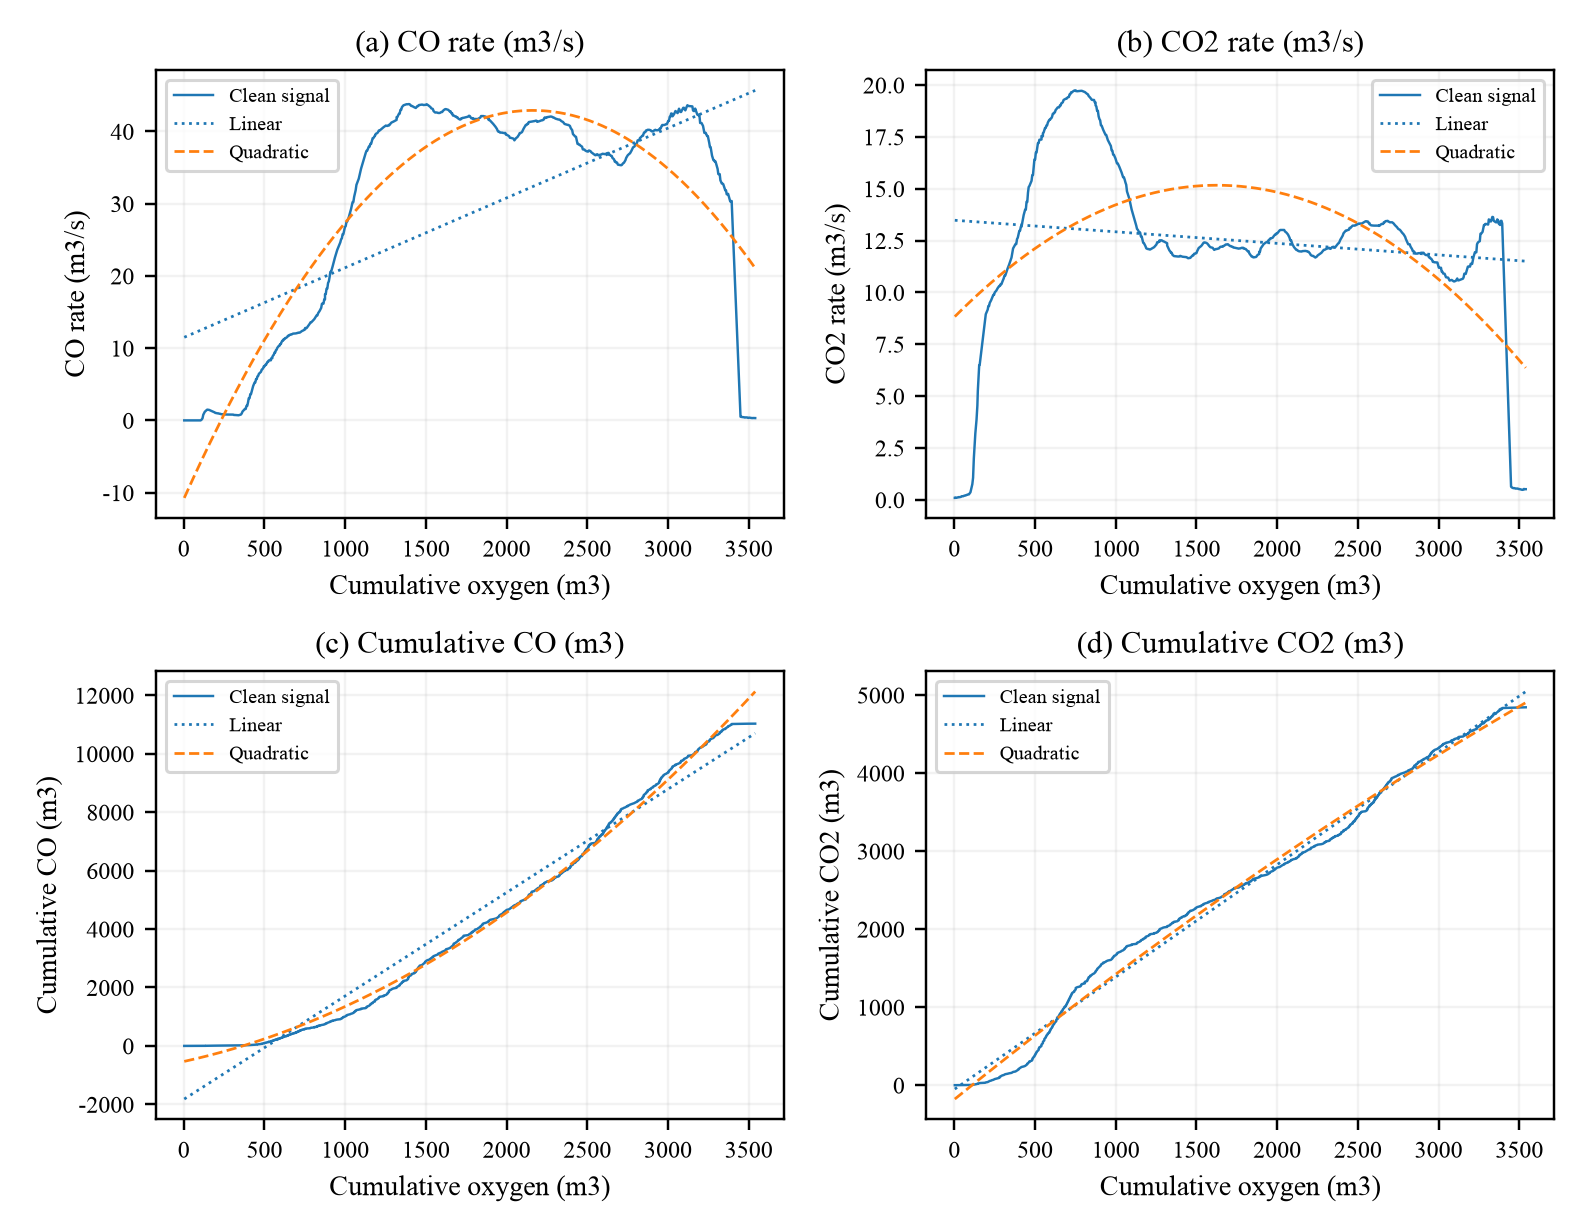 (a) CO rate (m3/s)
Clean signal
Linear
Quadratic
CO rate (m3/s)
40
30
20
10
0
-10
0 500 1000 1500 2000 2500 3000 3500
Cumulative oxygen (m3)
(b) CO2 rate (m3/s)
Clean signal
Linear
Quadratic
CO2 rate (m3/s)
20.0
17.5
15.0
12.5
10.0
7.5
5.0
2.5
0.0
0 500 1000 1500 2000 2500 3000 3500
Cumulative oxygen (m3)
(c) Cumulative CO (m3)
Clean signal
Linear
Quadratic
Cumulative CO (m3)
12000
10000
8000
6000
4000
2000
0
-2000
0 500 1000 1500 2000 2500 3000 3500
Cumulative oxygen (m3)
(d) Cumulative CO2 (m3)
Clean signal
Linear
Quadratic
Cumulative CO2 (m3)
5000
4000
3000
2000
1000
0
0 500 1000 1500 2000 2500 3000 3500
Cumulative oxygen (m3)